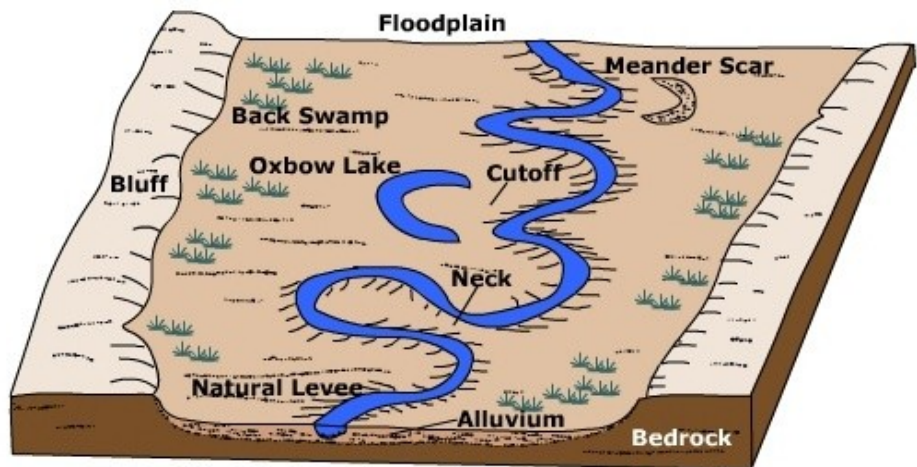 Floodplain
Meander Scar
Back Swamp
Oxbow Lake
Cutoff
Bluff
Neck
Natural Levee
Alluvium
Bedrock